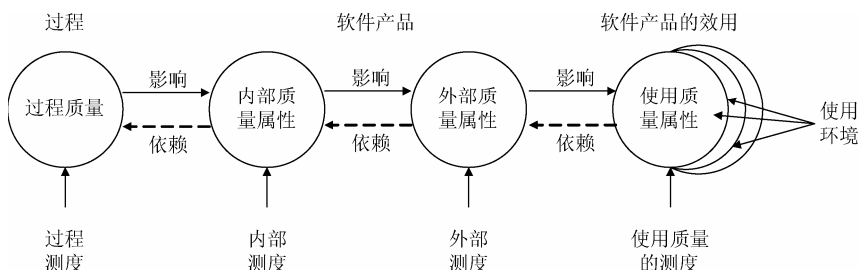 过程
软件产品
软件产品的效用
影响
影响
影响
过程质量
内部质
量属性
外部质
量属性
使用质
量属性
使用
环境
依赖
依赖
依赖
过程
测度
内部
测度
外部
测度
使用质量
的测度